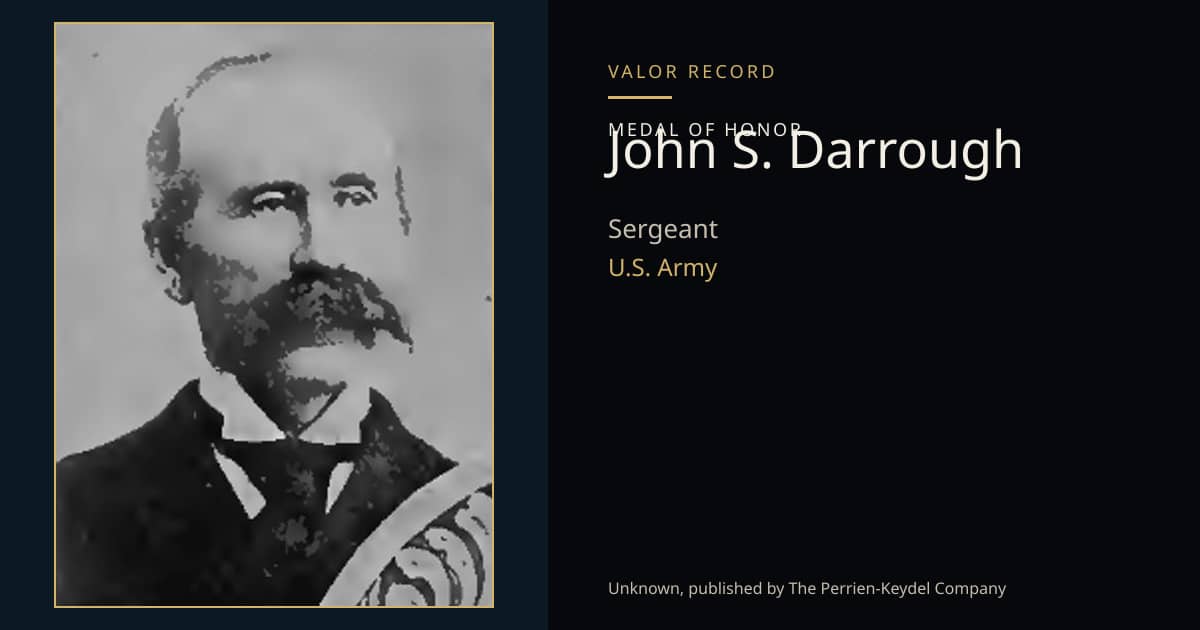 VALOR RECORD
MEDAL OF HONOR
John S. Darrough
Sergeant
U.S. Army
Unknown, published by The Perrien-Keydel Company